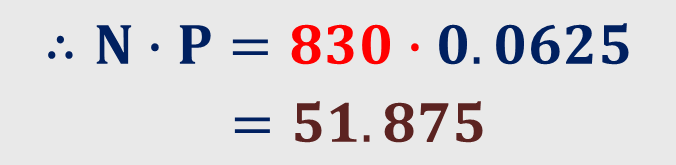 ∴ N · P = 830 · 0.0625
= 51.875